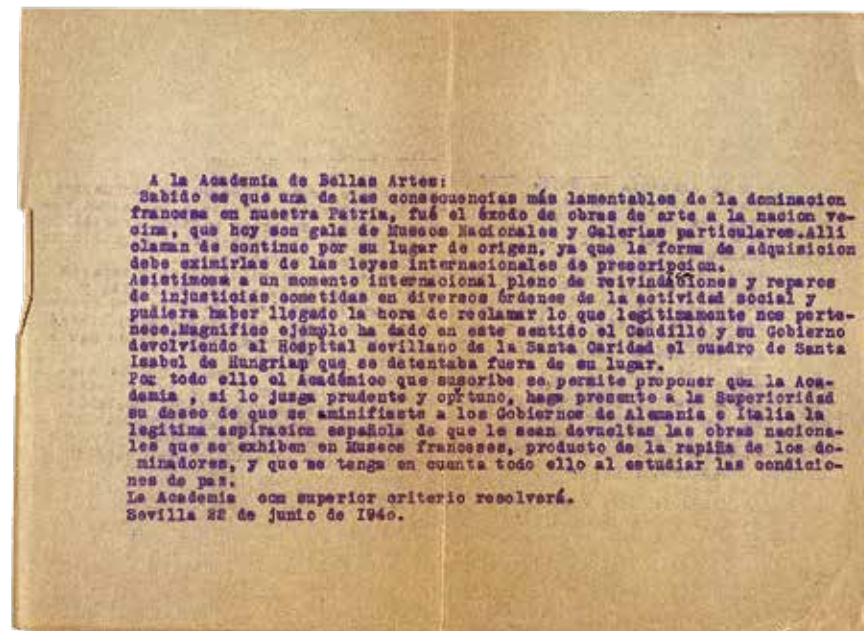 A la Academia de Bellas Artes:
Sabido es que una de las consecuencias más lamentables de la dominacion
francesa en nuestra Patria, fué el éxodo de obras de arte a la nacion ve-
cina, que hoy son gala de Museos Nacionales y Galerias particulares.Alli
claman de continuo por su lugar de origen, ya que la forma de adquisicion
debe eximirlas de las leyes internacionales de prescripcion.
Asistimosa a un momento internacional pleno de reivindiciones y reparos
de injusticias cometidas en diversos órdenes de la actividad social y
pudiera haber llegado la hora de reclamar lo que legitimamente nos perte-
nece.Magnifico ejemplo ha dado en este sentido el Caudillo y su Gobierno
devolviendo al Hospital sevillano de la Santa Caridad el cuadro de Santa
Isabel de Hungriap que se detentaba fuera de su lugar.
Por todo ello el Académico que suscribe se permite proponer qua la Aca-
demia , si lo juzga prudente y oprtuno, haga presente a la Superioridad
su deseo de que se aminifiaste a los Gobiernos de Alemania e Italia la
legitima aspiracion española de que le sean devueltas las obras naciona-
les que se exhiben en Museos franceses, producto de la rapiña de los do-
minadores, y que se tenga en cuenta todo ello al estudiar las condicio-
nes de paz.
La Academia con superior criterio resolverá.
Sevilla 22 de junio de 194o.